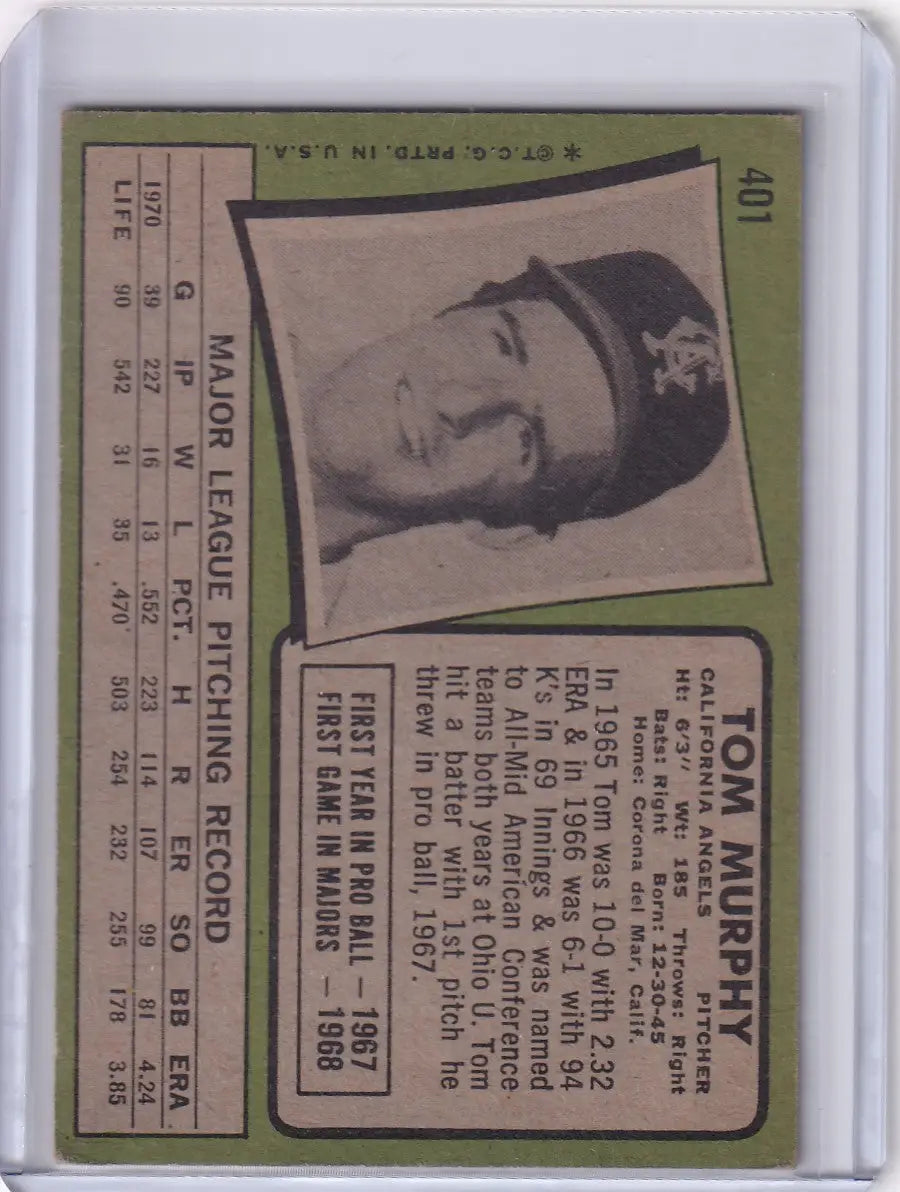 401
* © T.C.G. PRTD. IN U.S.A.
CA
TOM MURPHY
CALIFORNIA ANGELS PITCHER
Ht: 6/3" Wt: 185 Throws: Right
Bats: Right Born: 12-30-45
Home: Corona del Mar, Calif.
In 1965 Tom was 10-0 with 2.32
ERA & in 1966 was 6-1 with 94
K's in 69 Innings & was named
to All-Mid American Conference
teams both years at Ohio U. Tom
hit a batter with 1st pitch he
threw in pro ball, 1967.
FIRST YEAR IN PRO BALL — 1967
FIRST GAME IN MAJORS — 1968
MAJOR LEAGUE PITCHING RECORD
G IP W L PCT. H R ER SO BB ERA
1970 39 227 16 13 .552 223 114 107 99 81 4.24
LIFE 90 542 31 35 .470 503 254 232 255 178 3.85